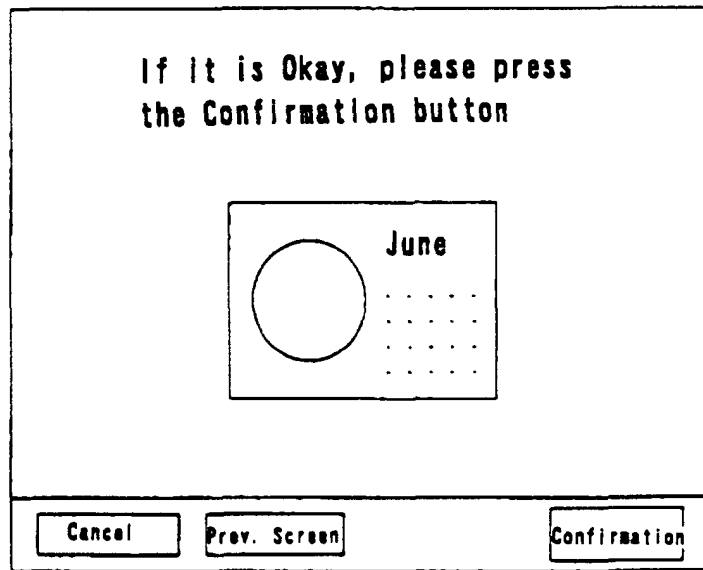 If it is Okay, please press
the Confirmation button
June
Cancel
Prev. Screen
Confirmation